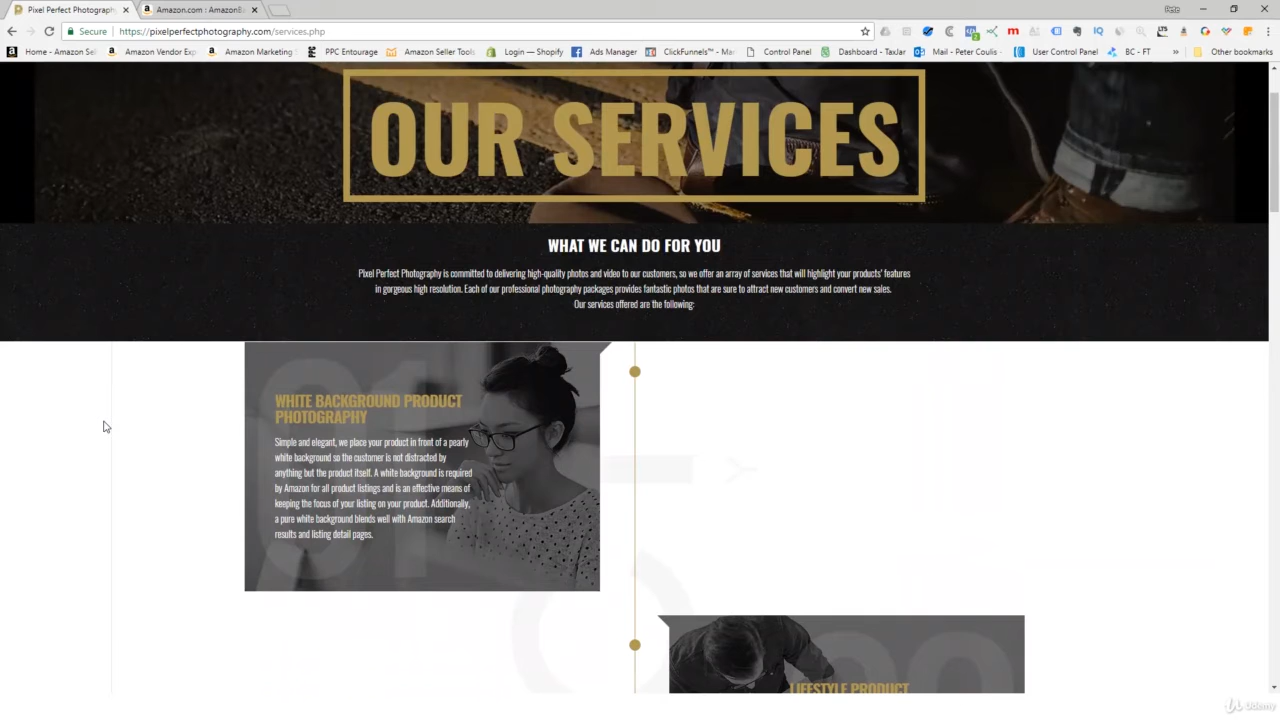 Pixel Perfect Photograph
Amazon.com : AmazonBa
Pete
Secure
https://pixelperfectphotography.com/services.php
Home - Amazon Sel
Amazon Vendor Exp
Amazon Marketing
PPC Entourage
Amazon Seller Tools
Login — Shopify
Ads Manager
ClickFunnels™ - Ma
Control Panel
Dashboard - TaxJar
Mail - Peter Coulis -
User Control Panel
BC - FT
»
Other bookmarks
OUR SERVICES
WHAT WE CAN DO FOR YOU
Pixel Perfect Photography is committed to delivering high-quality photos and video to our customers, so we offer an array of services that will highlight your products' features
in gorgeous high resolution. Each of our professional photography packages provides fantastic photos that are sure to attract new customers and convert new sales.
Our services offered are the following:
01
WHITE BACKGROUND PRODUCT
PHOTOGRAPHY
Simple and elegant, we place your product in front of a pearly
white background so the customer is not distracted by
anything but the product itself. A white background is required
by Amazon for all product listings and is an effective means of
keeping the focus of your listing on your product. Additionally,
a pure white background blends well with Amazon search
results and listing detail pages.
LIFESTYLE PRODUCT
Udemy